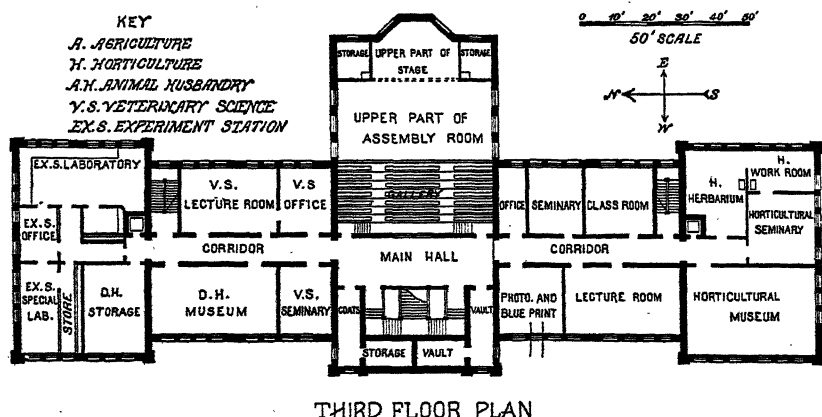 KEY
A. AGRICULTURE
H. HORTICULTURE
A.H. ANIMAL HUSBANDRY
V.S. VETERINARY SCIENCE
EX.S. EXPERIMENT STATION
0 10' 20' 30' 40' 50'
50' SCALE
E
N S
W
STORAGE
UPPER PART OF
STAGE
STORAGE
UPPER PART OF
ASSEMBLY ROOM
GALLERY
EX.S. LABORATORY
EX.S.
OFFICE
EX.S.
SPECIAL
LAB.
STORE
D.H.
STORAGE
V.S.
LECTURE ROOM
V.S
OFFICE
CORRIDOR
D.H.
MUSEUM
V.S.
SEMINARY
MAIN HALL
COATS
VAULT
STORAGE
VAULT
OFFICE
SEMINARY
CLASS ROOM
CORRIDOR
PHOTO. AND
BLUE PRINT
LECTURE ROOM
H.
HERBARIUM
H.
WORK ROOM
HORTICULTURAL
SEMINARY
HORTICULTURAL
MUSEUM
THIRD FLOOR PLAN